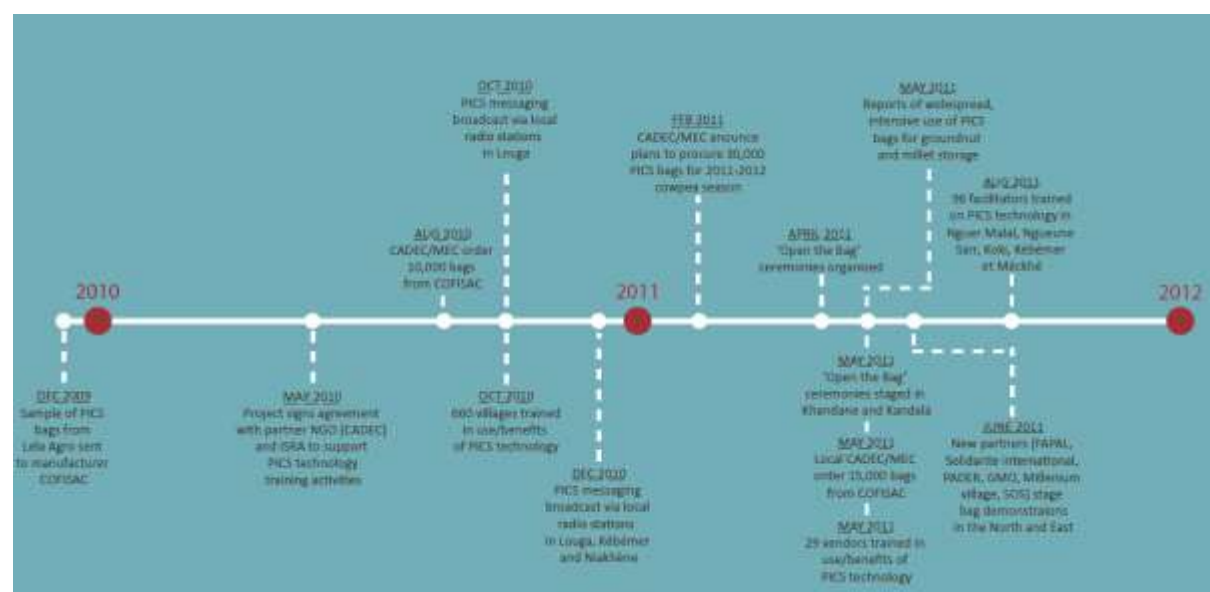 OCT 2010
PICS messaging
broadcast via local
radio stations
in Louga
MAY 2011
Reports of widespread,
intensive use of PICS
bags for groundnut
and millet storage
FEB 2011
CADEC/MEC anounce
plans to procure 30,000
PICS bags for 2011-2012
cowpea season
AUG 2011
96 facilitators trained
on PICS technology in
Nguer Malal, Ngueune
Sarr, Koki, Kébémer
et Méckhé
AUG 2010
CADEC/MEC order
10,000 bags
from COFISAC
APRIL 2011
'Open the Bag'
ceremonies organised
2010
2011
2012
DEC 2009
Sample of PICS
bags from
Lela Agro sent
to manufacturer
COFISAC
MAY 2010
Project signs agreement
with partner NGO (CADEC)
and ISRA to support
PICS technology
training activities
OCT 2010
660 villages trained
in use/benefits
of PICS technology
DEC 2010
PICS messaging
broadcast via local
radio stations
in Louga, Kébémer
and Niakhène
MAY 2011
'Open the Bag'
ceremonies staged in
Khandane and Kandala
MAY 2011
Local CADEC/MEC
order 15,000 bags
from COFISAC
MAY 2011
29 vendors trained in
use/benefits of
PICS technology
JUNE 2011
New partners (FAPAL,
Solidarite international,
PADER, GMO, Millenium
village, SOS) stage
bag demonstraions
in the North and East